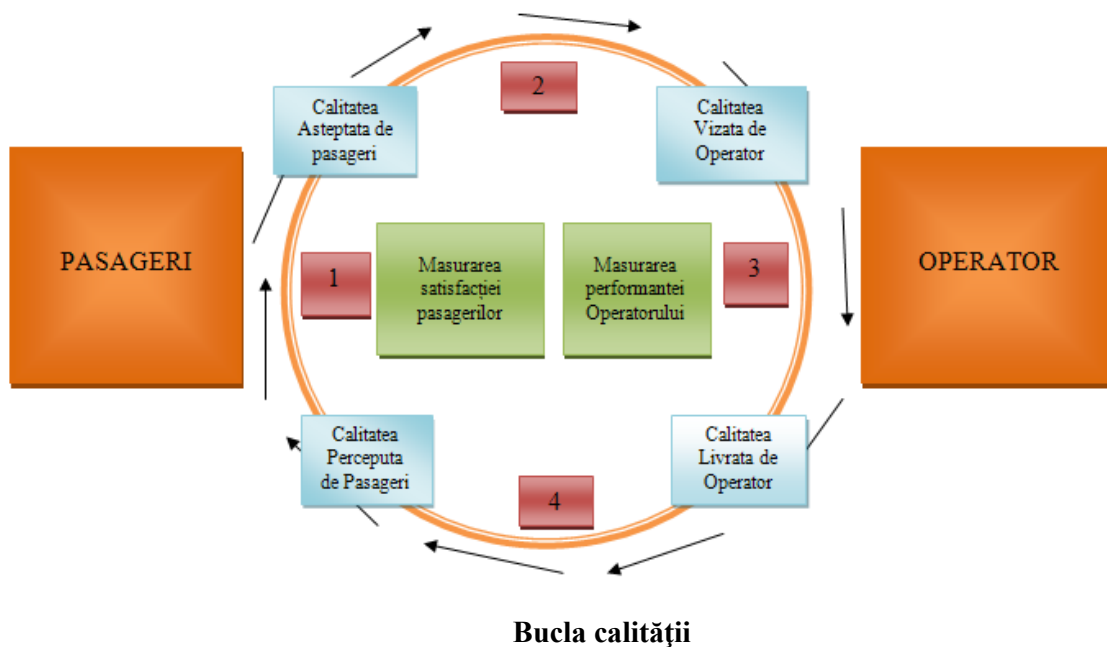 2
Calitatea
Asteptata de
pasageri
Calitatea
Vizata de
Operator
PASAGERI
1
Masurarea
satisfacției
pasagerilor
Masurarea
performantei
Operatorului
3
OPERATOR
Calitatea
Perceputa
de Pasageri
Calitatea
Livrata de
Operator
4
Bucla calităţii